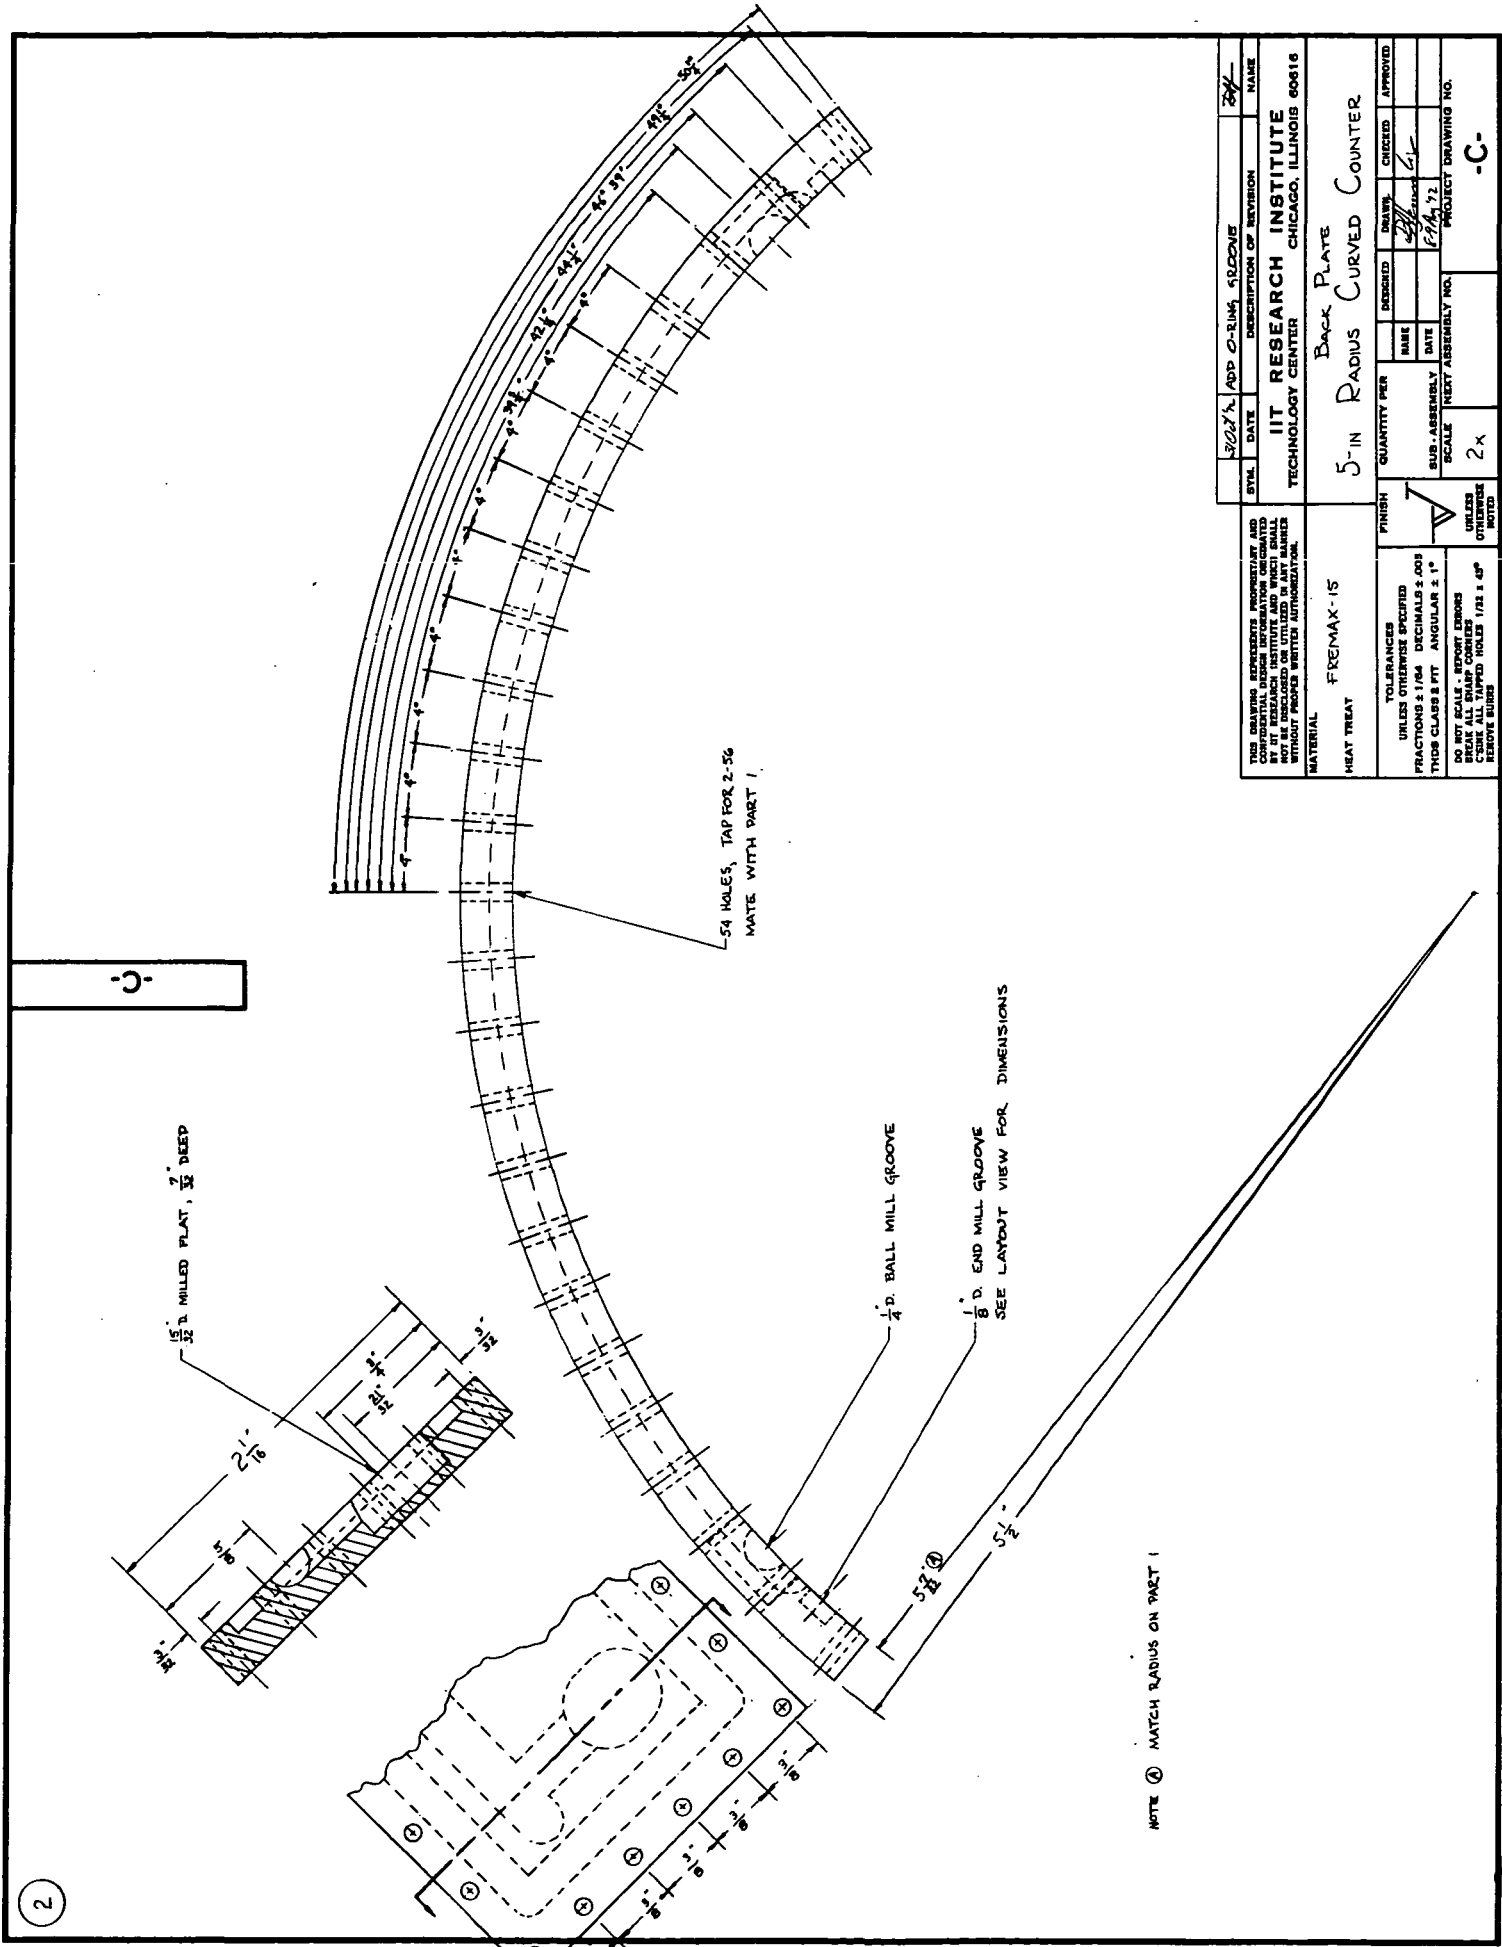 2
-C-
15/32" D. MILLED FLAT, 7/32" DEEP
2 1/16"
3/4"
21/32"
3/32"
5/8"
3/32"
50 3/4°
49 1/4°
46° 39'
44 1/4°
42 1/2°
4°
4°
4°
4°
4°
4°
4°
4°
4°
54 HOLES, TAP FOR 2-56
MATE WITH PART 1
1/4" D. BALL MILL GROOVE
1/8" D. END MILL GROOVE
SEE LAYOUT VIEW FOR DIMENSIONS
5 1/2"
3/8"
3/8"
3/8"
3/8"
NOTE Ⓐ MATCH RADIUS ON PART 1
ADD O-RING GROOVE
SYM. DATE DESCRIPTION OF REVISION NAME
THIS DRAWING REPRESENTS PROPRIETARY AND
CONFIDENTIAL DESIGN INFORMATION ORIGINATED
BY IIT RESEARCH INSTITUTE AND WHICH SHALL
NOT BE DISCLOSED OR UTILIZED IN ANY MANNER
WITHOUT PROPER WRITTEN AUTHORIZATION.
IIT RESEARCH INSTITUTE
TECHNOLOGY CENTER CHICAGO, ILLINOIS 60616
MATERIAL
FREMAX-15
HEAT TREAT
BACK PLATE
5-IN RADIUS CURVED COUNTER
TOLERANCES
UNLESS OTHERWISE SPECIFIED
FRACTIONS ± 1/64 DECIMALS ± .005
THDS CLASS 2 FIT ANGULAR ± 1°
DO NOT SCALE - REPORT ERRORS
BREAK ALL SHARP CORNERS
C'SINK ALL TAPPED HOLES 1/32 x 45°
REMOVE BURRS
FINISH
UNLESS
OTHERWISE
NOTED
QUANTITY PER
SUB-ASSEMBLY
DESIGNED DRAWN CHECKED APPROVED
NAME
DATE
SCALE
2x
NEXT ASSEMBLY NO.
PROJECT DRAWING NO.
-C-